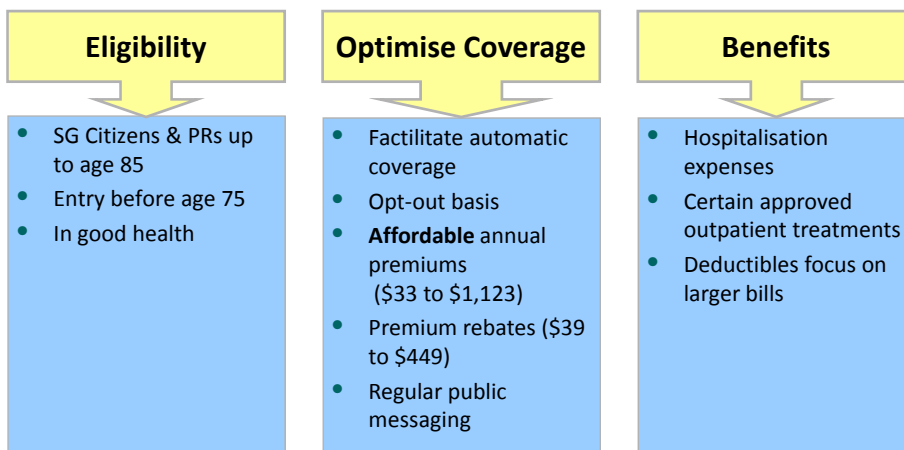 Eligibility
• SG Citizens & PRs up
to age 85
• Entry before age 75
• In good health
Optimise Coverage
• Factilitate automatic
coverage
• Opt-out basis
• Affordable annual
premiums
($33 to $1,123)
• Premium rebates ($39
to $449)
• Regular public
messaging
Benefits
• Hospitalisation
expenses
• Certain approved
outpatient treatments
• Deductibles focus on
larger bills